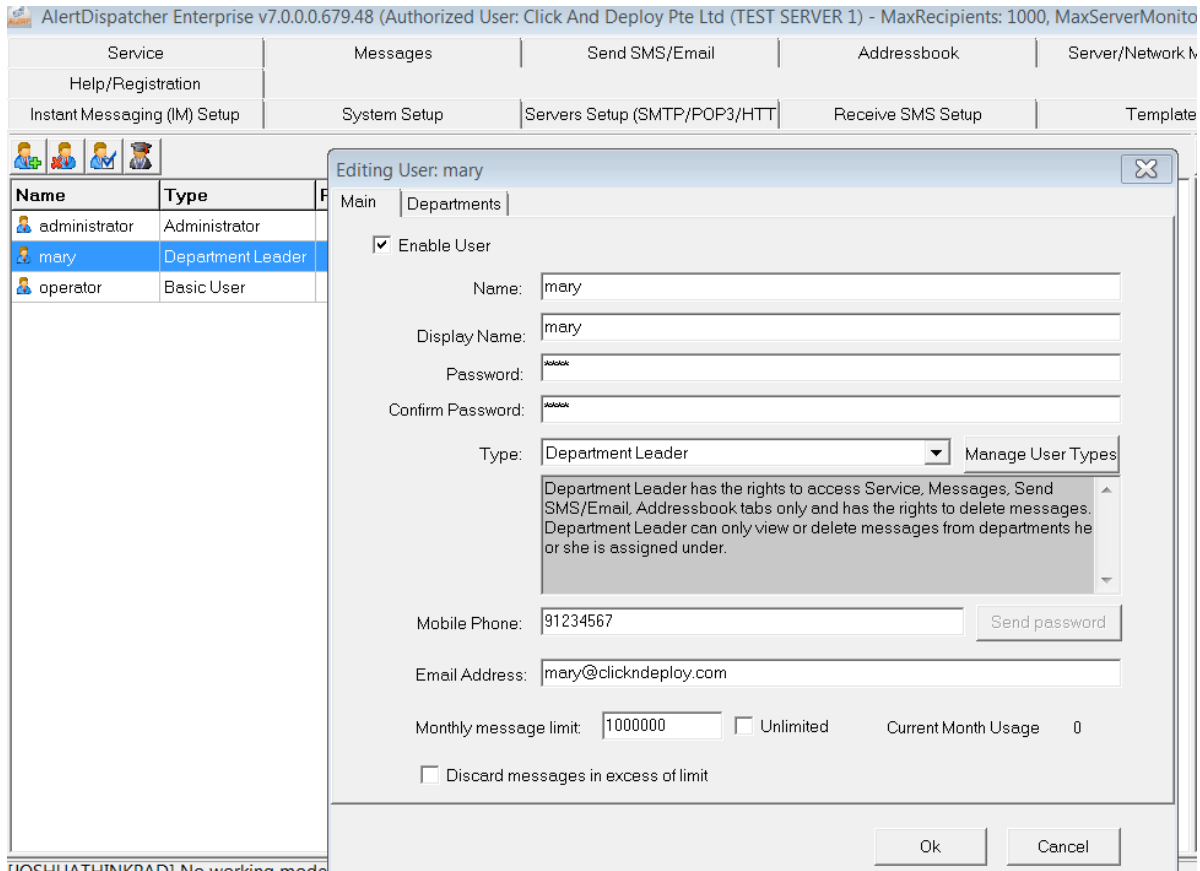 AlertDispatcher Enterprise v7.0.0.0.679.48 (Authorized User: Click And Deploy Pte Ltd (TEST SERVER 1) - MaxRecipients: 1000, MaxServerMonito
Service Messages Send SMS/Email Addressbook Server/Network M
Help/Registration
Instant Messaging (IM) Setup System Setup Servers Setup (SMTP/POP3/HTT Receive SMS Setup Template
Editing User: mary
Name Type
Main Departments
administrator Administrator
Enable User
mary Department Leader
operator Basic User
Name: mary
Display Name: mary
Password: ****
Confirm Password: ****
Type: Department Leader Manage User Types
Department Leader has the rights to access Service, Messages, Send
SMS/Email, Addressbook tabs only and has the rights to delete messages.
Department Leader can only view or delete messages from departments he
or she is assigned under.
Mobile Phone: 91234567 Send password
Email Address: mary@clickndeploy.com
Monthly message limit: 1000000 Unlimited Current Month Usage 0
Discard messages in excess of limit
Ok Cancel
[JOSHUATHINKPAD] No working mode